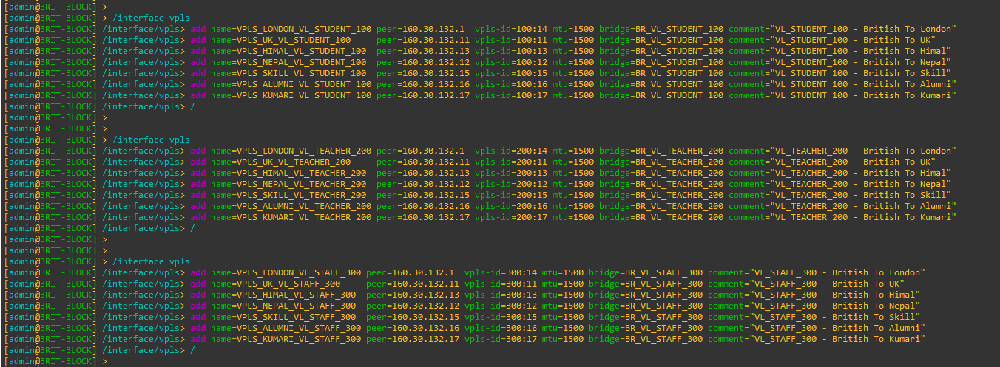 [admin@BRIT-BLOCK] >
[admin@BRIT-BLOCK] > /interface vpls
[admin@BRIT-BLOCK] /interface/vpls> add name=VPLS_LONDON_VL_STUDENT_100 peer=160.30.132.1  vpls-id=100:14 mtu=1500 bridge=BR_VL_STUDENT_100 comment="VL_STUDENT_100 - British To London"
[admin@BRIT-BLOCK] /interface/vpls> add name=VPLS_UK_VL_STUDENT_100     peer=160.30.132.11 vpls-id=100:11 mtu=1500 bridge=BR_VL_STUDENT_100 comment="VL_STUDENT_100 - British To UK"
[admin@BRIT-BLOCK] /interface/vpls> add name=VPLS_HIMAL_VL_STUDENT_100  peer=160.30.132.13 vpls-id=100:13 mtu=1500 bridge=BR_VL_STUDENT_100 comment="VL_STUDENT_100 - British To Himal"
[admin@BRIT-BLOCK] /interface/vpls> add name=VPLS_NEPAL_VL_STUDENT_100  peer=160.30.132.12 vpls-id=100:12 mtu=1500 bridge=BR_VL_STUDENT_100 comment="VL_STUDENT_100 - British To Nepal"
[admin@BRIT-BLOCK] /interface/vpls> add name=VPLS_SKILL_VL_STUDENT_100  peer=160.30.132.15 vpls-id=100:15 mtu=1500 bridge=BR_VL_STUDENT_100 comment="VL_STUDENT_100 - British To Skill"
[admin@BRIT-BLOCK] /interface/vpls> add name=VPLS_ALUMNI_VL_STUDENT_100 peer=160.30.132.16 vpls-id=100:16 mtu=1500 bridge=BR_VL_STUDENT_100 comment="VL_STUDENT_100 - British To Alumni"
[admin@BRIT-BLOCK] /interface/vpls> add name=VPLS_KUMARI_VL_STUDENT_100 peer=160.30.132.17 vpls-id=100:17 mtu=1500 bridge=BR_VL_STUDENT_100 comment="VL_STUDENT_100 - British To Kumari"
[admin@BRIT-BLOCK] /interface/vpls> /
[admin@BRIT-BLOCK] >
[admin@BRIT-BLOCK] >
[admin@BRIT-BLOCK] > /interface vpls
[admin@BRIT-BLOCK] /interface/vpls> add name=VPLS_LONDON_VL_TEACHER_200 peer=160.30.132.1  vpls-id=200:14 mtu=1500 bridge=BR_VL_TEACHER_200 comment="VL_TEACHER_200 - British To London"
[admin@BRIT-BLOCK] /interface/vpls> add name=VPLS_UK_VL_TEACHER_200     peer=160.30.132.11 vpls-id=200:11 mtu=1500 bridge=BR_VL_TEACHER_200 comment="VL_TEACHER_200 - British To UK"
[admin@BRIT-BLOCK] /interface/vpls> add name=VPLS_HIMAL_VL_TEACHER_200  peer=160.30.132.13 vpls-id=200:13 mtu=1500 bridge=BR_VL_TEACHER_200 comment="VL_TEACHER_200 - British To Himal"
[admin@BRIT-BLOCK] /interface/vpls> add name=VPLS_NEPAL_VL_TEACHER_200  peer=160.30.132.12 vpls-id=200:12 mtu=1500 bridge=BR_VL_TEACHER_200 comment="VL_TEACHER_200 - British To Nepal"
[admin@BRIT-BLOCK] /interface/vpls> add name=VPLS_SKILL_VL_TEACHER_200  peer=160.30.132.15 vpls-id=200:15 mtu=1500 bridge=BR_VL_TEACHER_200 comment="VL_TEACHER_200 - British To Skill"
[admin@BRIT-BLOCK] /interface/vpls> add name=VPLS_ALUMNI_VL_TEACHER_200 peer=160.30.132.16 vpls-id=200:16 mtu=1500 bridge=BR_VL_TEACHER_200 comment="VL_TEACHER_200 - British To Alumni"
[admin@BRIT-BLOCK] /interface/vpls> add name=VPLS_KUMARI_VL_TEACHER_200 peer=160.30.132.17 vpls-id=200:17 mtu=1500 bridge=BR_VL_TEACHER_200 comment="VL_TEACHER_200 - British To Kumari"
[admin@BRIT-BLOCK] /interface/vpls> /
[admin@BRIT-BLOCK] >
[admin@BRIT-BLOCK] >
[admin@BRIT-BLOCK] > /interface vpls
[admin@BRIT-BLOCK] /interface/vpls> add name=VPLS_LONDON_VL_STAFF_300 peer=160.30.132.1  vpls-id=300:14 mtu=1500 bridge=BR_VL_STAFF_300 comment="VL_STAFF_300 - British To London"
[admin@BRIT-BLOCK] /interface/vpls> add name=VPLS_UK_VL_STAFF_300     peer=160.30.132.11 vpls-id=300:11 mtu=1500 bridge=BR_VL_STAFF_300 comment="VL_STAFF_300 - British To UK"
[admin@BRIT-BLOCK] /interface/vpls> add name=VPLS_HIMAL_VL_STAFF_300  peer=160.30.132.13 vpls-id=300:13 mtu=1500 bridge=BR_VL_STAFF_300 comment="VL_STAFF_300 - British To Himal"
[admin@BRIT-BLOCK] /interface/vpls> add name=VPLS_NEPAL_VL_STAFF_300  peer=160.30.132.12 vpls-id=300:12 mtu=1500 bridge=BR_VL_STAFF_300 comment="VL_STAFF_300 - British To Nepal"
[admin@BRIT-BLOCK] /interface/vpls> add name=VPLS_SKILL_VL_STAFF_300  peer=160.30.132.15 vpls-id=300:15 mtu=1500 bridge=BR_VL_STAFF_300 comment="VL_STAFF_300 - British To Skill"
[admin@BRIT-BLOCK] /interface/vpls> add name=VPLS_ALUMNI_VL_STAFF_300 peer=160.30.132.16 vpls-id=300:16 mtu=1500 bridge=BR_VL_STAFF_300 comment="VL_STAFF_300 - British To Alumni"
[admin@BRIT-BLOCK] /interface/vpls> add name=VPLS_KUMARI_VL_STAFF_300 peer=160.30.132.17 vpls-id=300:17 mtu=1500 bridge=BR_VL_STAFF_300 comment="VL_STAFF_300 - British To Kumari"
[admin@BRIT-BLOCK] /interface/vpls> /
[admin@BRIT-BLOCK] >